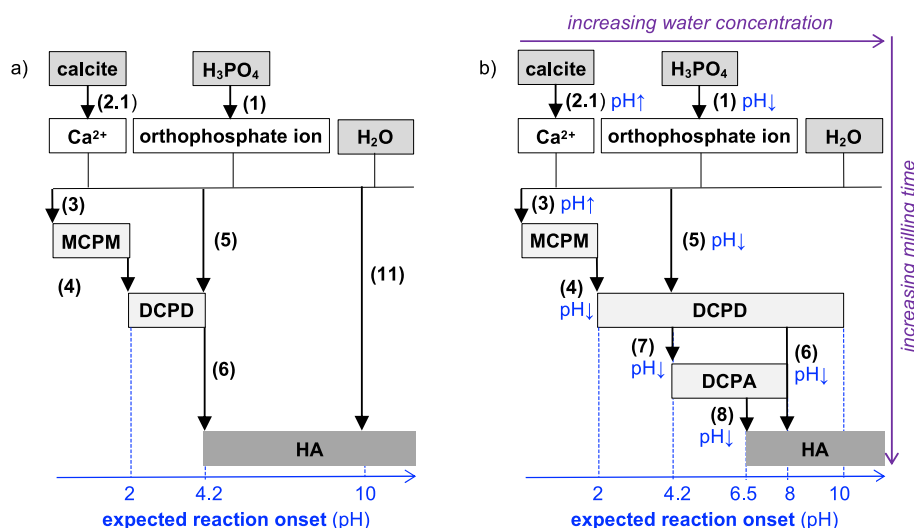 a)
calcite
H₃PO₄
(2.1)
(1)
Ca²⁺
orthophosphate ion
H₂O
(3)
MCPM
(5)
(4)
(11)
DCPD
(6)
HA
2
4.2
10
expected reaction onset (pH)
increasing water concentration
b)
calcite
H₃PO₄
(2.1) pH↑
(1) pH↓
Ca²⁺
orthophosphate ion
H₂O
(3) pH↑
MCPM
(5) pH↓
(4)
pH↓
DCPD
(7)
pH↓
(6)
pH↓
DCPA
(8)
pH↓
HA
2
4.2
6.5
8
10
expected reaction onset (pH)
increasing milling time